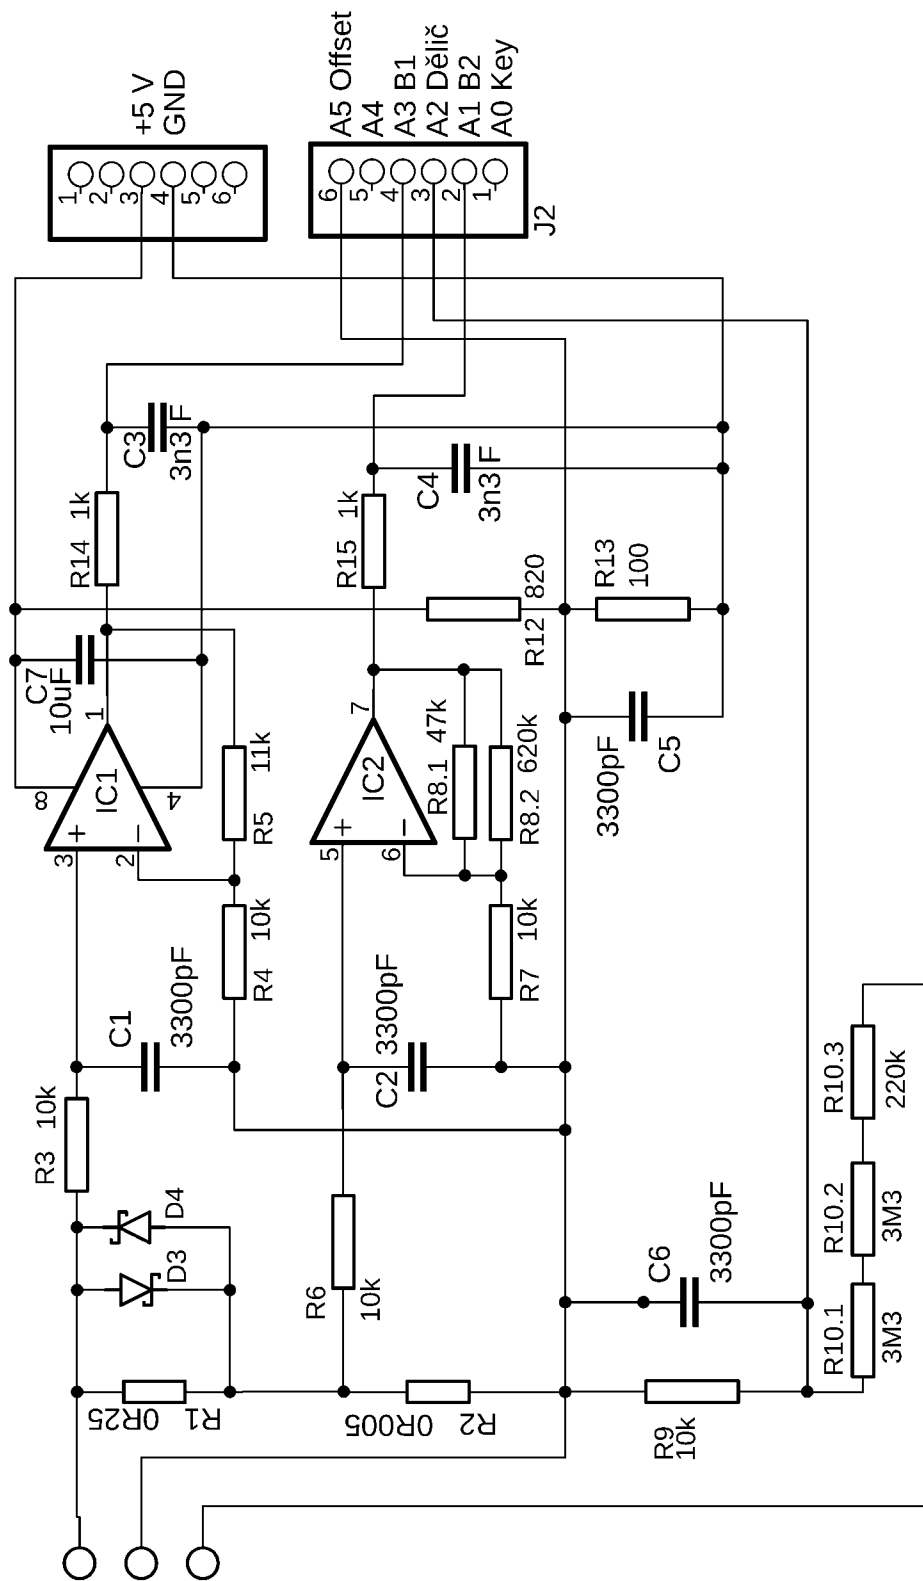 +5 V
GND
1
2
3
4
5
6
A5 Offset
A4
A3 B1
A2 Dělič
A1 B2
A0 Key
6
5
4
3
2
1
J2
C3
3n3 F
R14 1k
C4
3n3 F
R15 1k
C7
10uF
R12 820
R13
100
8
1
IC1
4
3
+
2
–
R5 11k
7
IC2
5
+
6
–
R8.1 47k
R8.2 620k
3300pF
C5
R4 10k
R7 10k
C1
3300pF
C2 3300pF
R3 10k
D4
D3
R6
10k
C6
3300pF
R10.3
220k
R10.2
3M3
R10.1
3M3
R1 0R25
R2 0R005
R9
10k